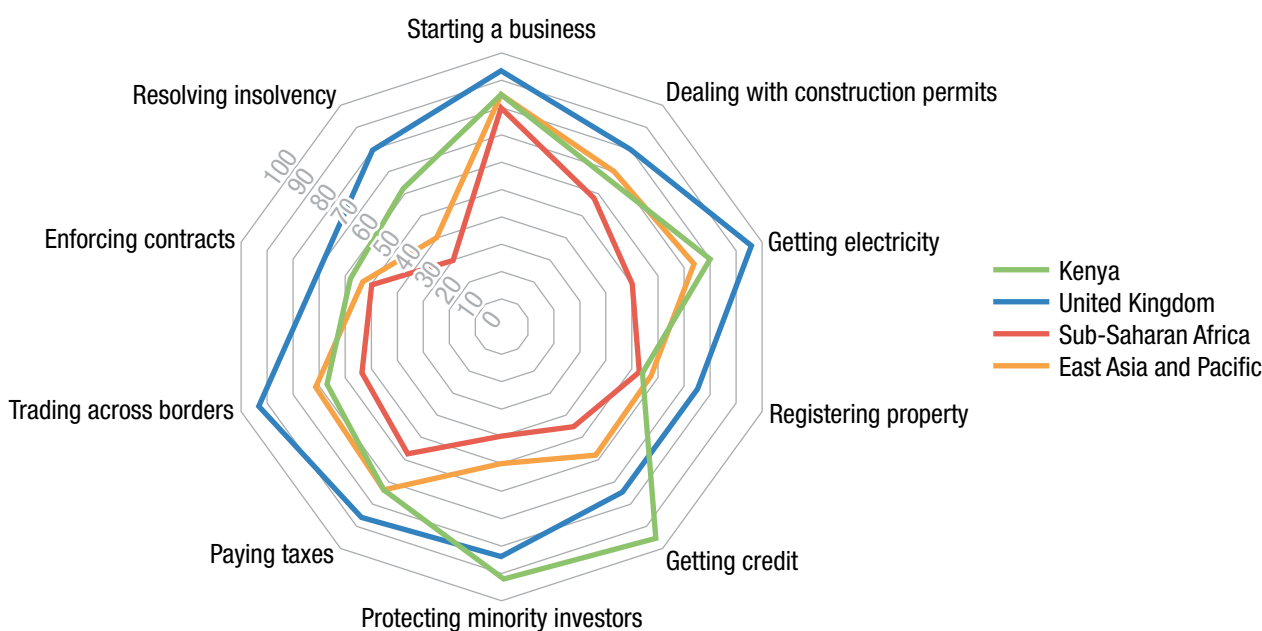 Starting a business
Resolving insolvency
Dealing with construction permits
100
90
80
70
60
50
40
30
20
10
0
Enforcing contracts
Getting electricity
Kenya
United Kingdom
Sub-Saharan Africa
East Asia and Pacific
Trading across borders
Registering property
Paying taxes
Getting credit
Protecting minority investors